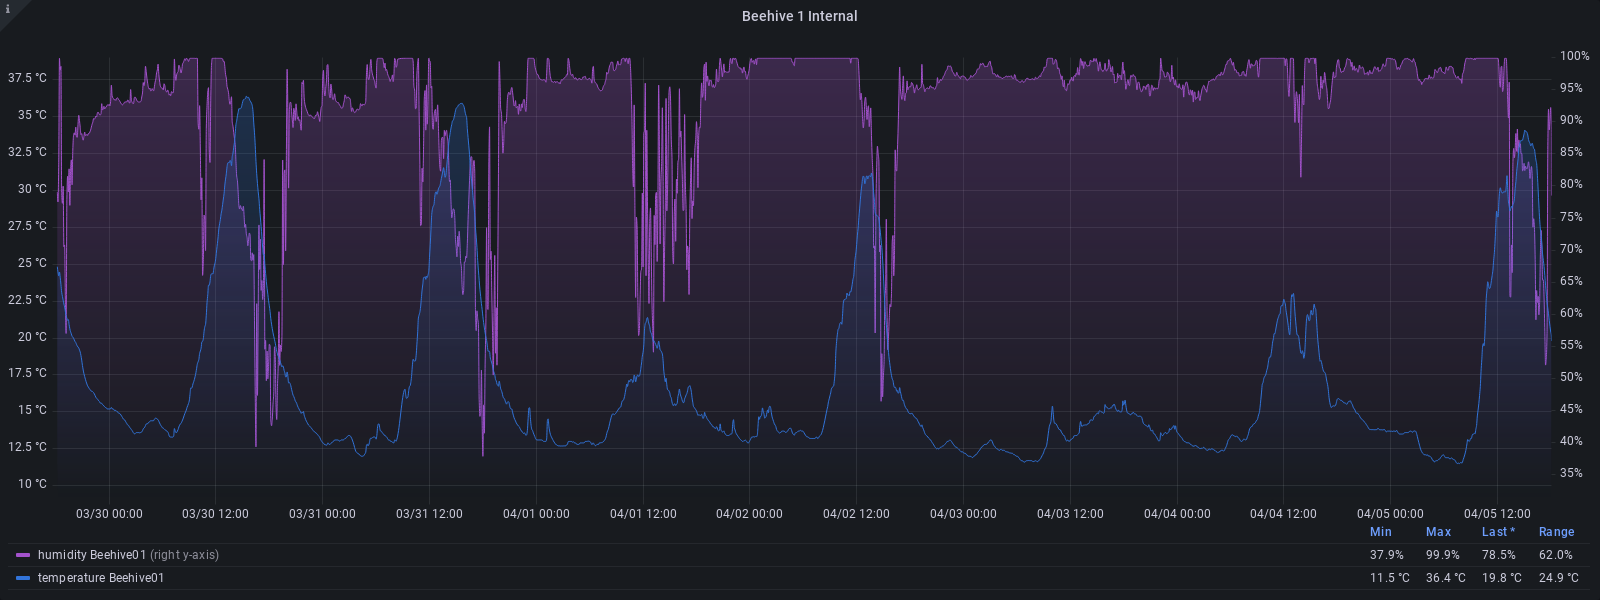 i
Beehive 1 Internal
37.5 °C
35 °C
32.5 °C
30 °C
27.5 °C
25 °C
22.5 °C
20 °C
17.5 °C
15 °C
12.5 °C
10 °C
100%
95%
90%
85%
80%
75%
70%
65%
60%
55%
50%
45%
40%
35%
03/30 00:00 03/30 12:00 03/31 00:00 03/31 12:00 04/01 00:00 04/01 12:00 04/02 00:00 04/02 12:00 04/03 00:00 04/03 12:00 04/04 00:00 04/04 12:00 04/05 00:00 04/05 12:00
Min Max Last * Range
humidity Beehive01 (right y-axis) 37.9% 99.9% 78.5% 62.0%
temperature Beehive01 11.5 °C 36.4 °C 19.8 °C 24.9 °C